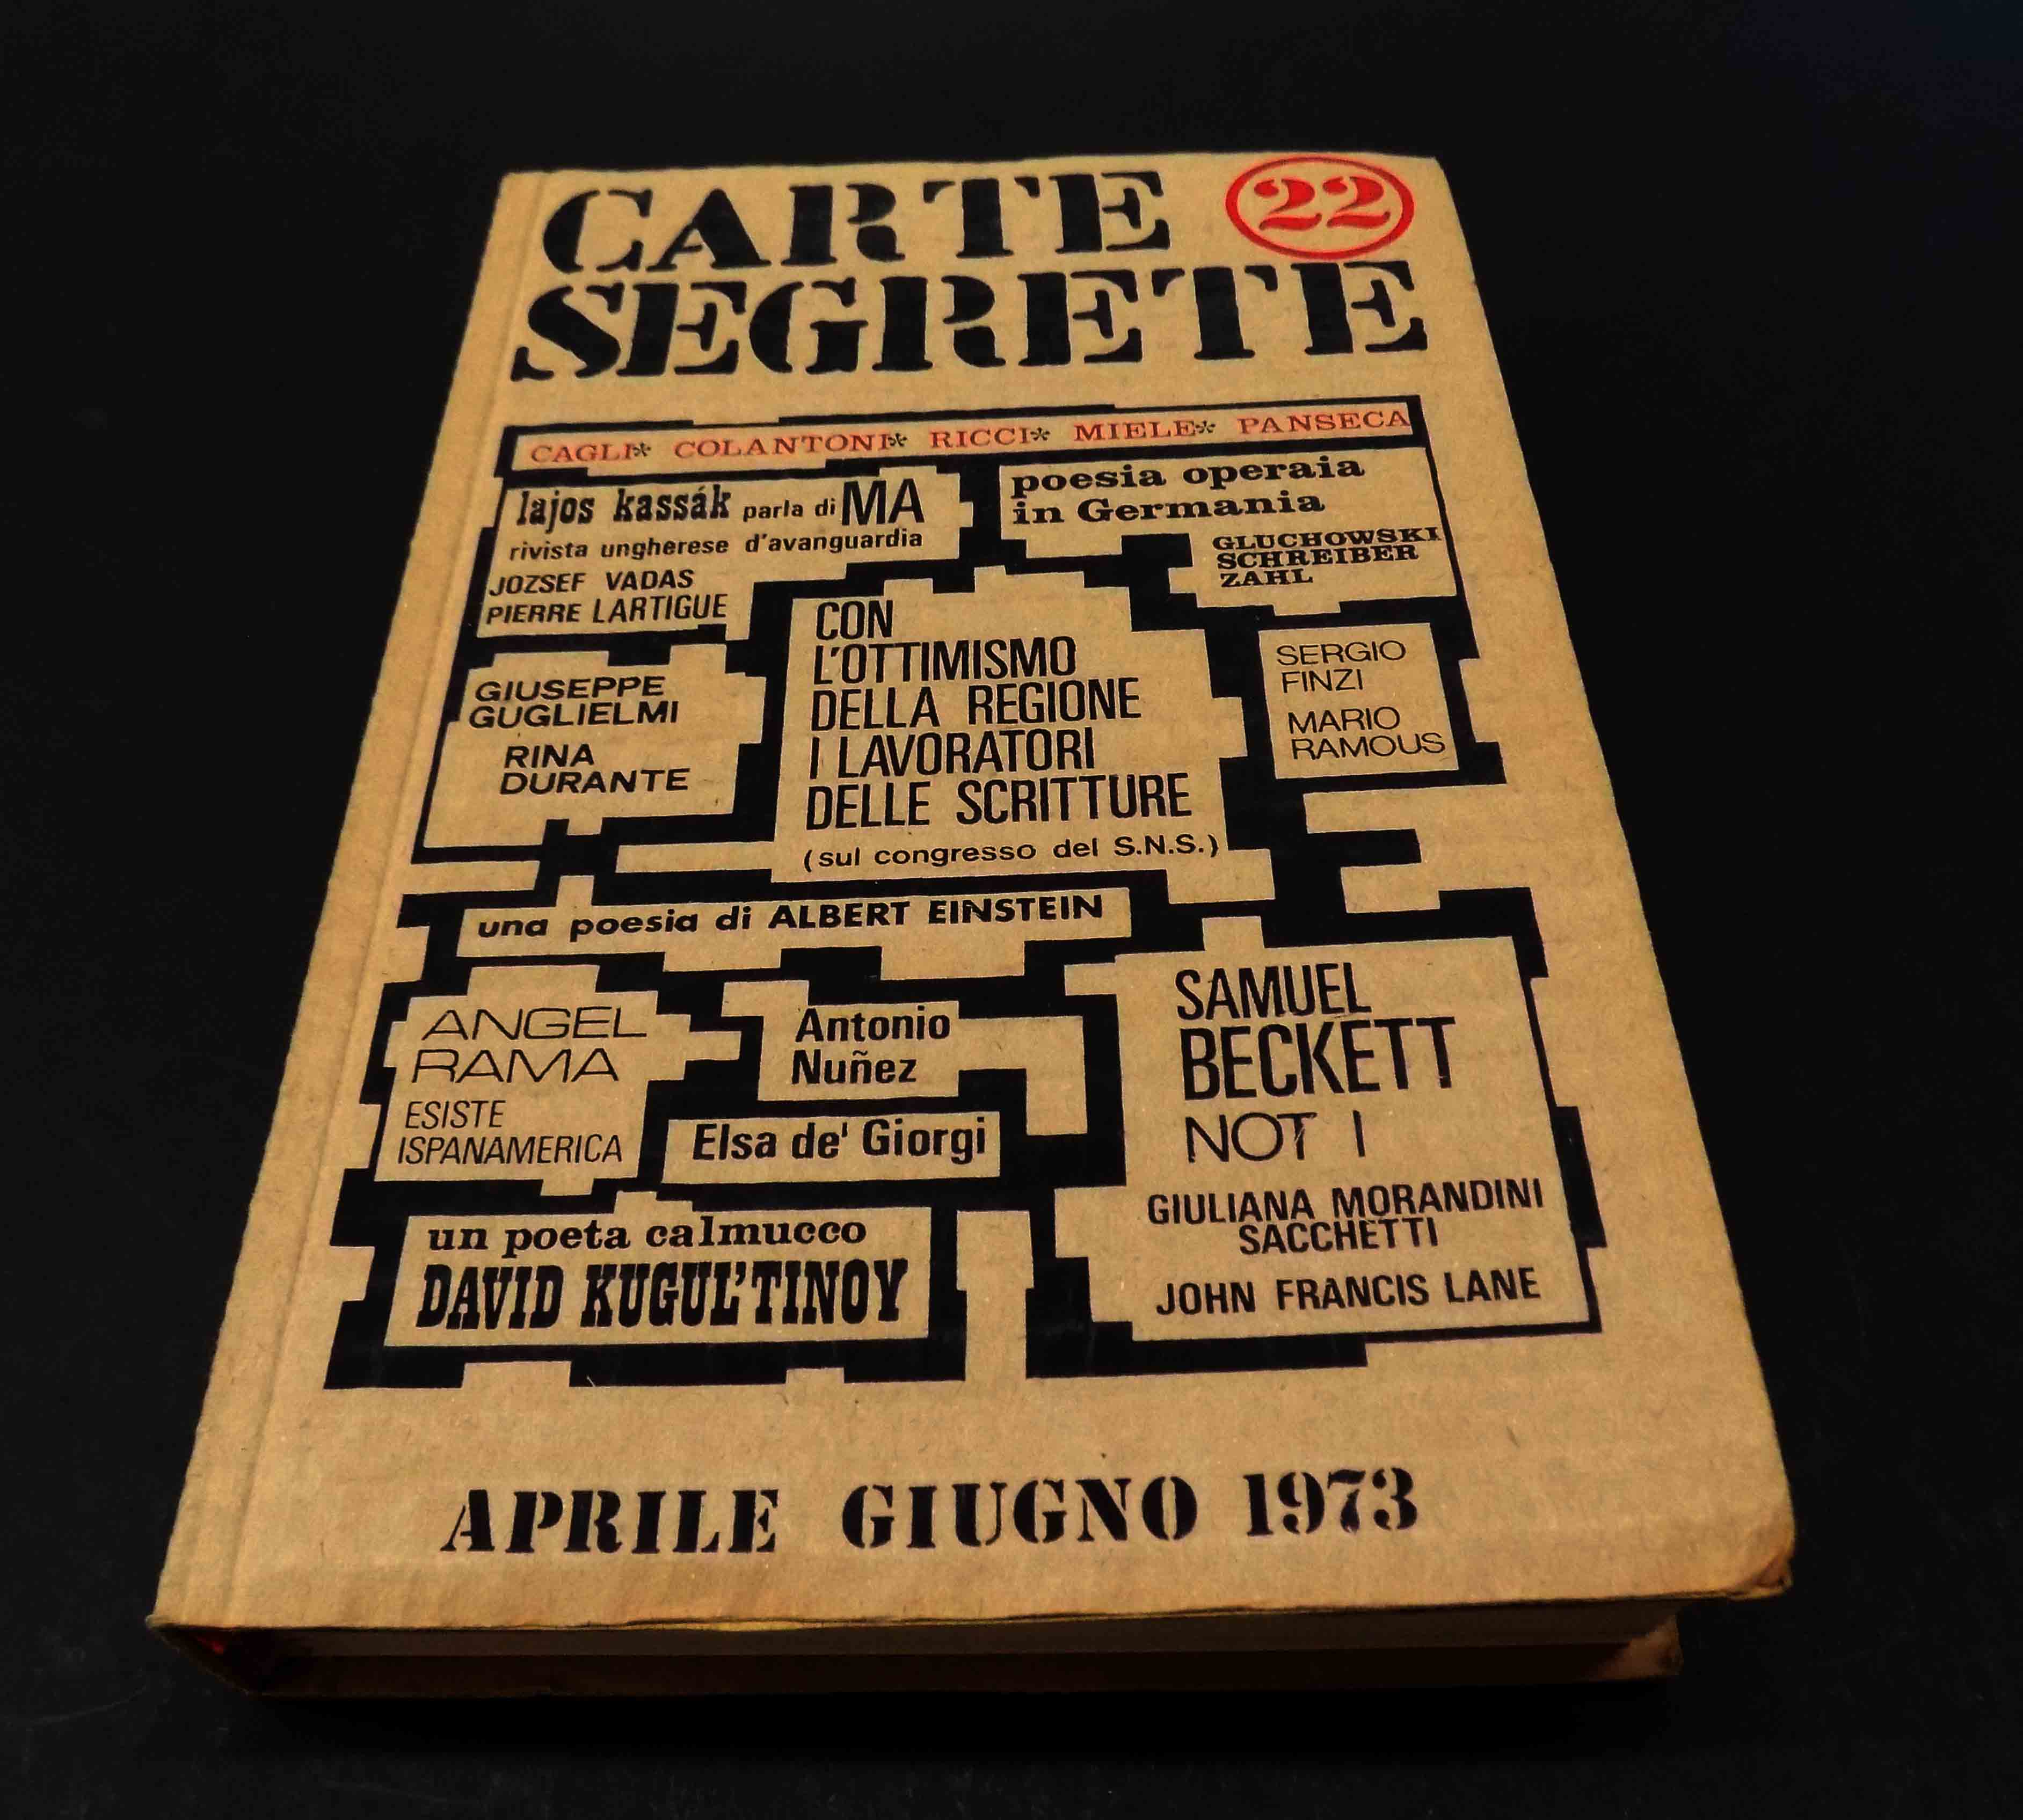 CARTE 22
SEGRETE
CAGLI* COLANTONI* RICCI* MIELE* PANSECA
lajos kassák parla di MA
rivista ungherese d'avanguardia
JOZSEF VADAS
PIERRE LARTIGUE
poesia operaia
in Germania
GLUCHOWSKI
SCHREIBER
ZAHL
GIUSEPPE
GUGLIELMI
RINA
DURANTE
CON
L'OTTIMISMO
DELLA REGIONE
I LAVORATORI
DELLE SCRITTURE
(sul congresso del S.N.S.)
SERGIO
FINZI
MARIO
RAMOUS
una poesia di ALBERT EINSTEIN
ANGEL
RAMA
ESISTE
ISPANAMERICA
Antonio
Nuñez
Elsa de' Giorgi
SAMUEL
BECKETT
NOT I
GIULIANA MORANDINI
SACCHETTI
JOHN FRANCIS LANE
un poeta calmucco
DAVID KUGUL'TINOY
APRILE GIUGNO 1973